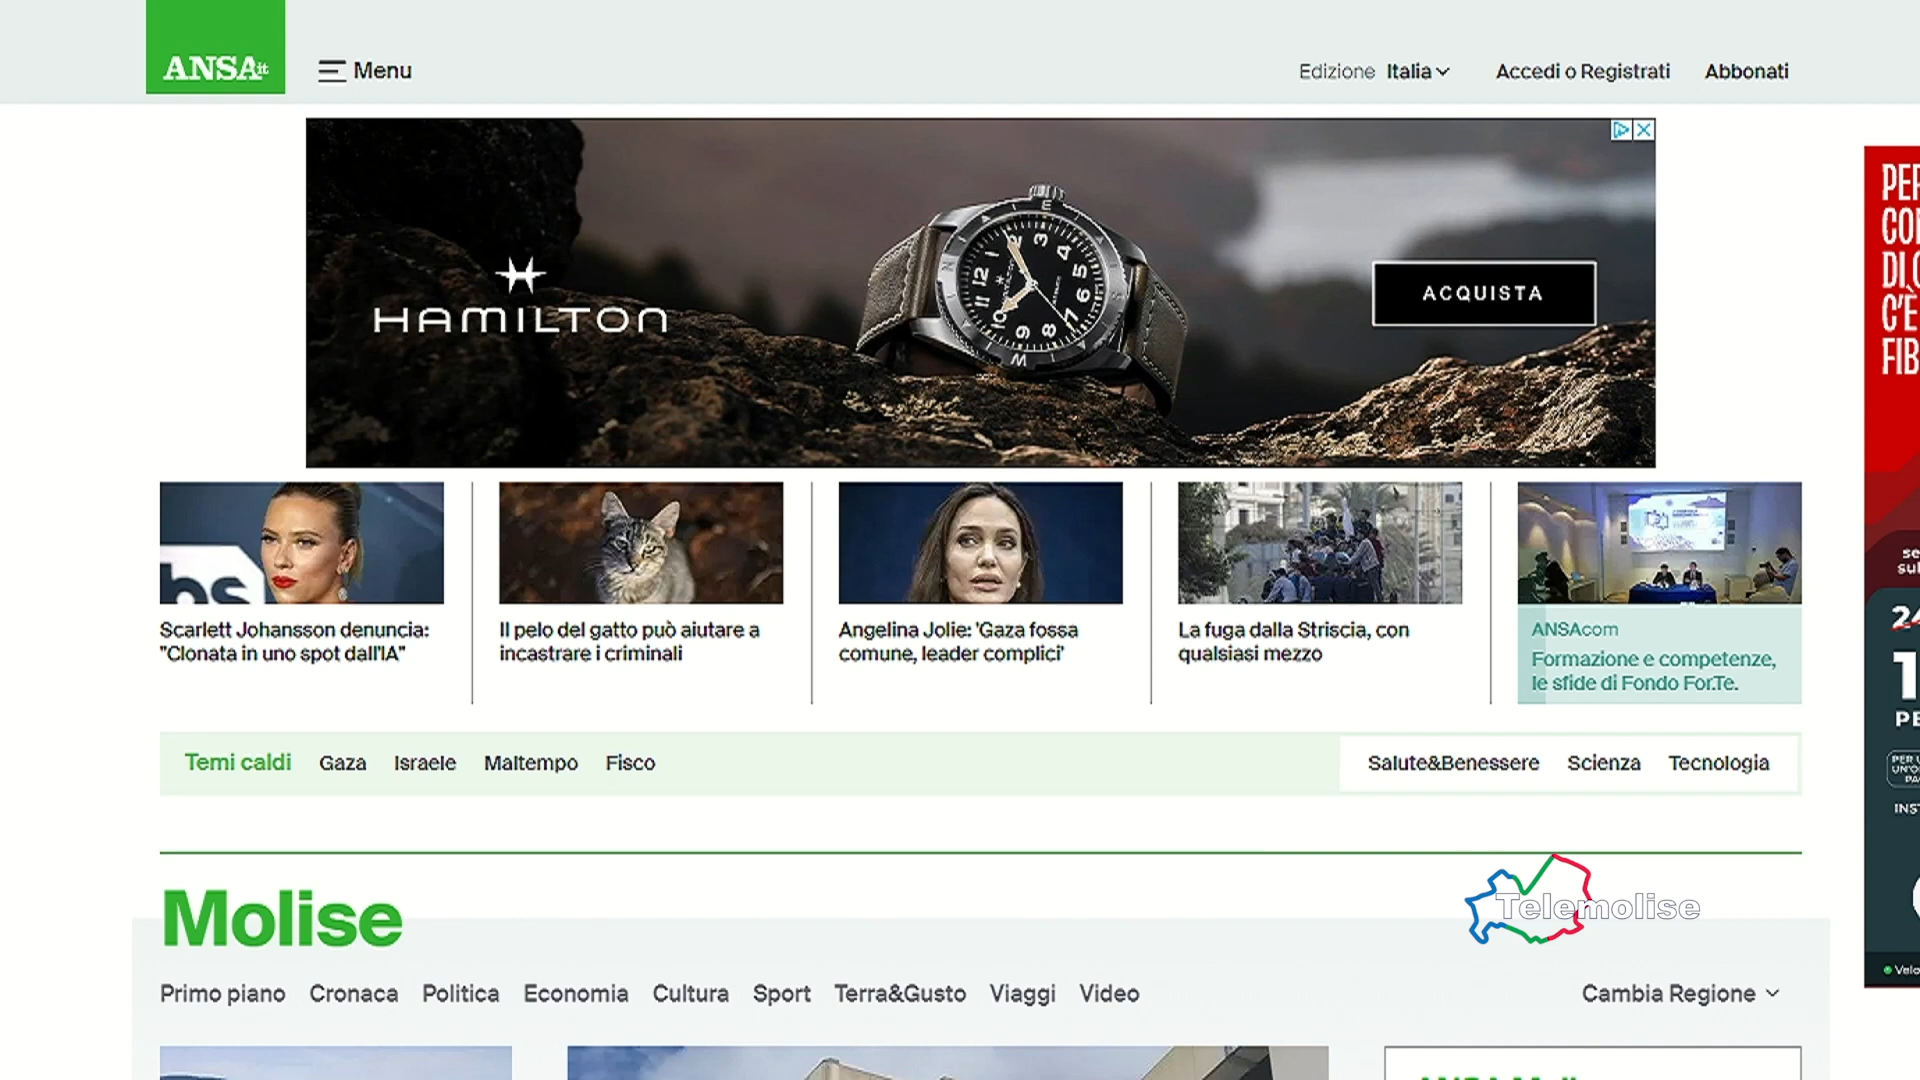 ANSA.it
Menu
Edizione Italia
Accedi o Registrati
Abbonati
HAMILTON
ACQUISTA
Scarlett Johansson denuncia:
"Clonata in uno spot dall'IA"
Il pelo del gatto può aiutare a
incastrare i criminali
Angelina Jolie: 'Gaza fossa
comune, leader complici'
La fuga dalla Striscia, con
qualsiasi mezzo
ANSAcom
Formazione e competenze,
le sfide di Fondo For.Te.
Temi caldi Gaza Israele Maltempo Fisco
Salute&Benessere Scienza Tecnologia
Molise
Telemolise
Primo piano Cronaca Politica Economia Cultura Sport Terra&Gusto Viaggi Video
Cambia Regione
PER
DI
C'È
FIB